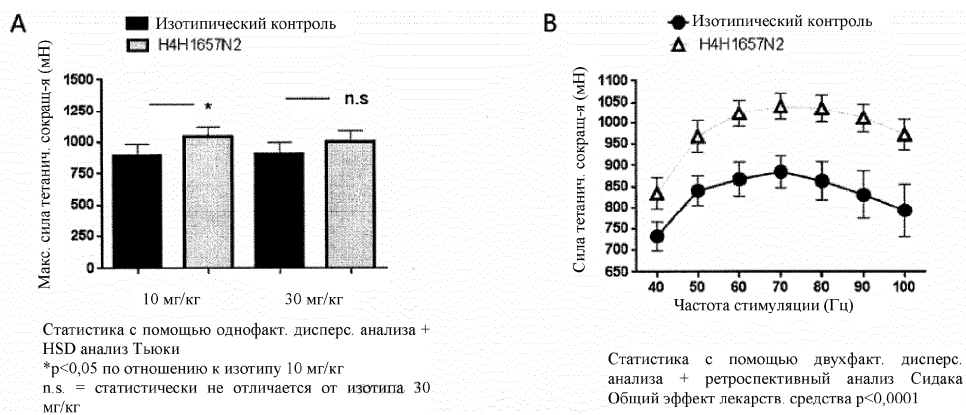 A
Изотипический контроль
H4H1657N2
Макс. сила тетанич. сокращ-я (мН)
1500
1250
1000
750
500
250
0
*
n.s
10 мг/кг
30 мг/кг
Статистика с помощью однофакт. дисперс. анализа +
HSD анализ Тьюки
*p<0,05 по отношению к изотипу 10 мг/кг
n.s. = статистически не отличается от изотипа 30
мг/кг
B
Изотипический контроль
H4H1657N2
Сила тетанич. сокращ-я (мН)
1100
1050
1000
950
900
850
800
750
700
650
40 50 60 70 80 90 100
Частота стимуляции (Гц)
Статистика с помощью двухфакт. дисперс.
анализа + ретроспективный анализ Сидака
Общий эффект лекарств. средства p<0,0001